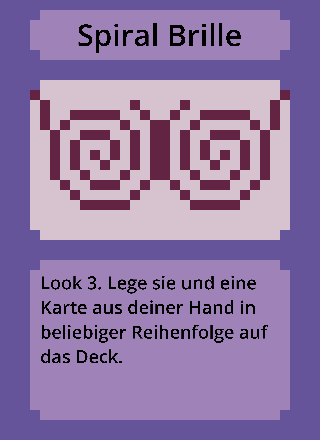 Spiral Brille
Look 3. Lege sie und eine
Karte aus deiner Hand in
beliebiger Reihenfolge auf
das Deck.